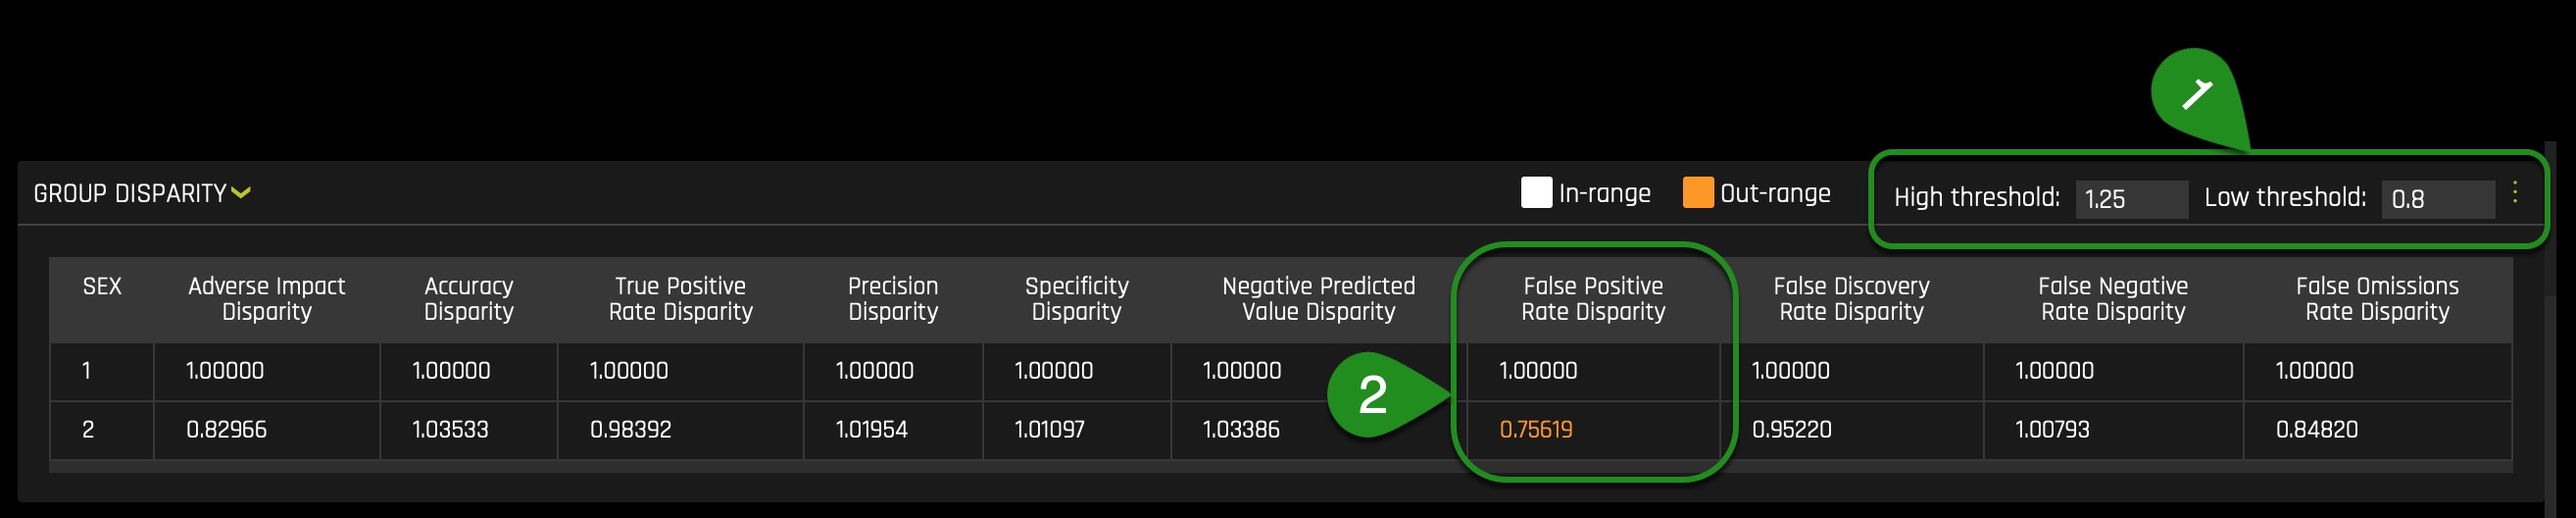 1
GROUP DISPARITY
In-range
Out-range
High threshold: 1.25 Low threshold: 0.8
SEX
Adverse Impact
Disparity
Accuracy
Disparity
True Positive
Rate Disparity
Precision
Disparity
Specificity
Disparity
Negative Predicted
Value Disparity
False Positive
Rate Disparity
False Discovery
Rate Disparity
False Negative
Rate Disparity
False Omissions
Rate Disparity
1 1.00000 1.00000 1.00000 1.00000 1.00000 1.00000 1.00000 1.00000 1.00000 1.00000
2
2 0.82966 1.03533 0.98392 1.01954 1.01097 1.03386 0.75619 0.95220 1.00793 0.84820